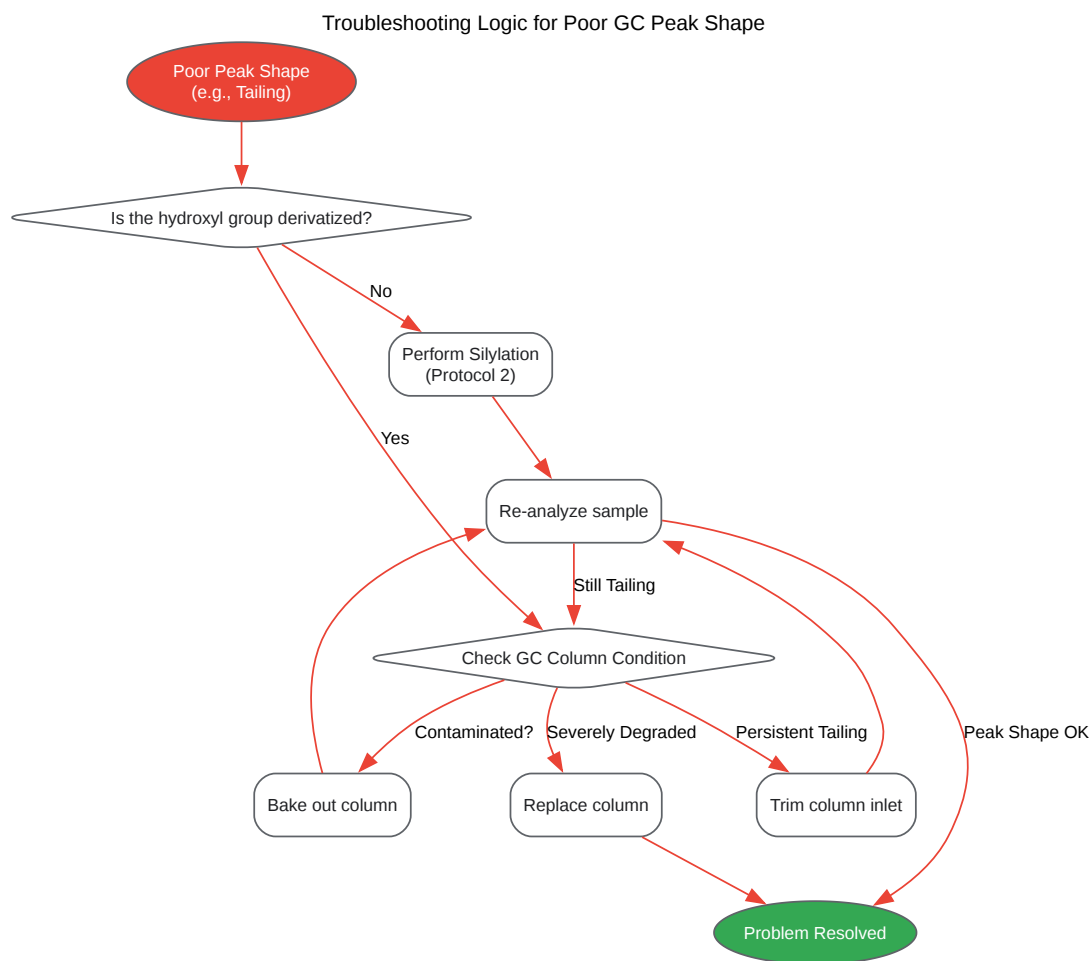 Troubleshooting Logic for Poor GC Peak Shape
Poor Peak Shape
(e.g., Tailing)
Is the hydroxyl group derivatized?
No
Perform Silylation
(Protocol 2)
Yes
Re-analyze sample
Still Tailing
Check GC Column Condition
Contaminated?
Severely Degraded
Persistent Tailing
Peak Shape OK
Bake out column
Replace column
Trim column inlet
Problem Resolved